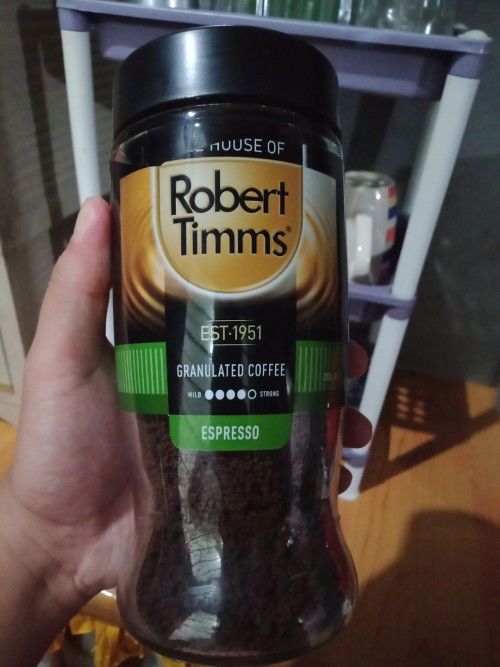 HOUSE OF
Robert
Timms®
EST·1951
GRANULATED COFFEE
MILD STRONG
ESPRESSO